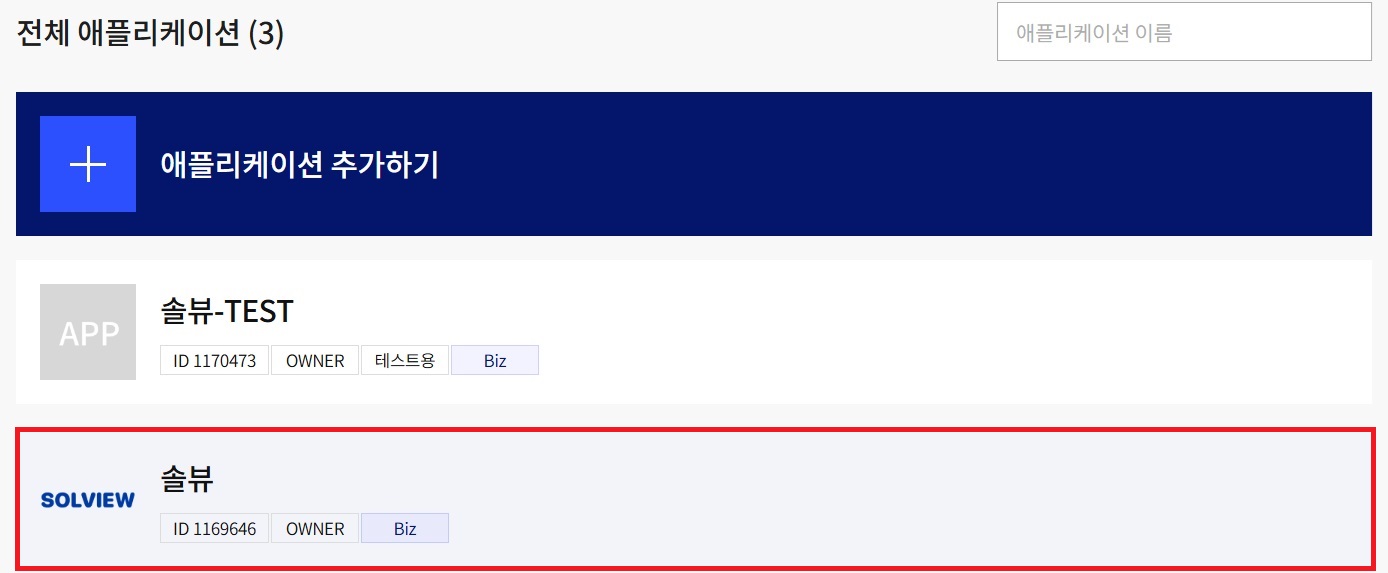 전체 애플리케이션 (3)
애플리케이션 이름
애플리케이션 추가하기
APP
솔뷰-TEST
ID 1170473 OWNER 테스트용 Biz
SOLVIEW
솔뷰
ID 1169646 OWNER Biz